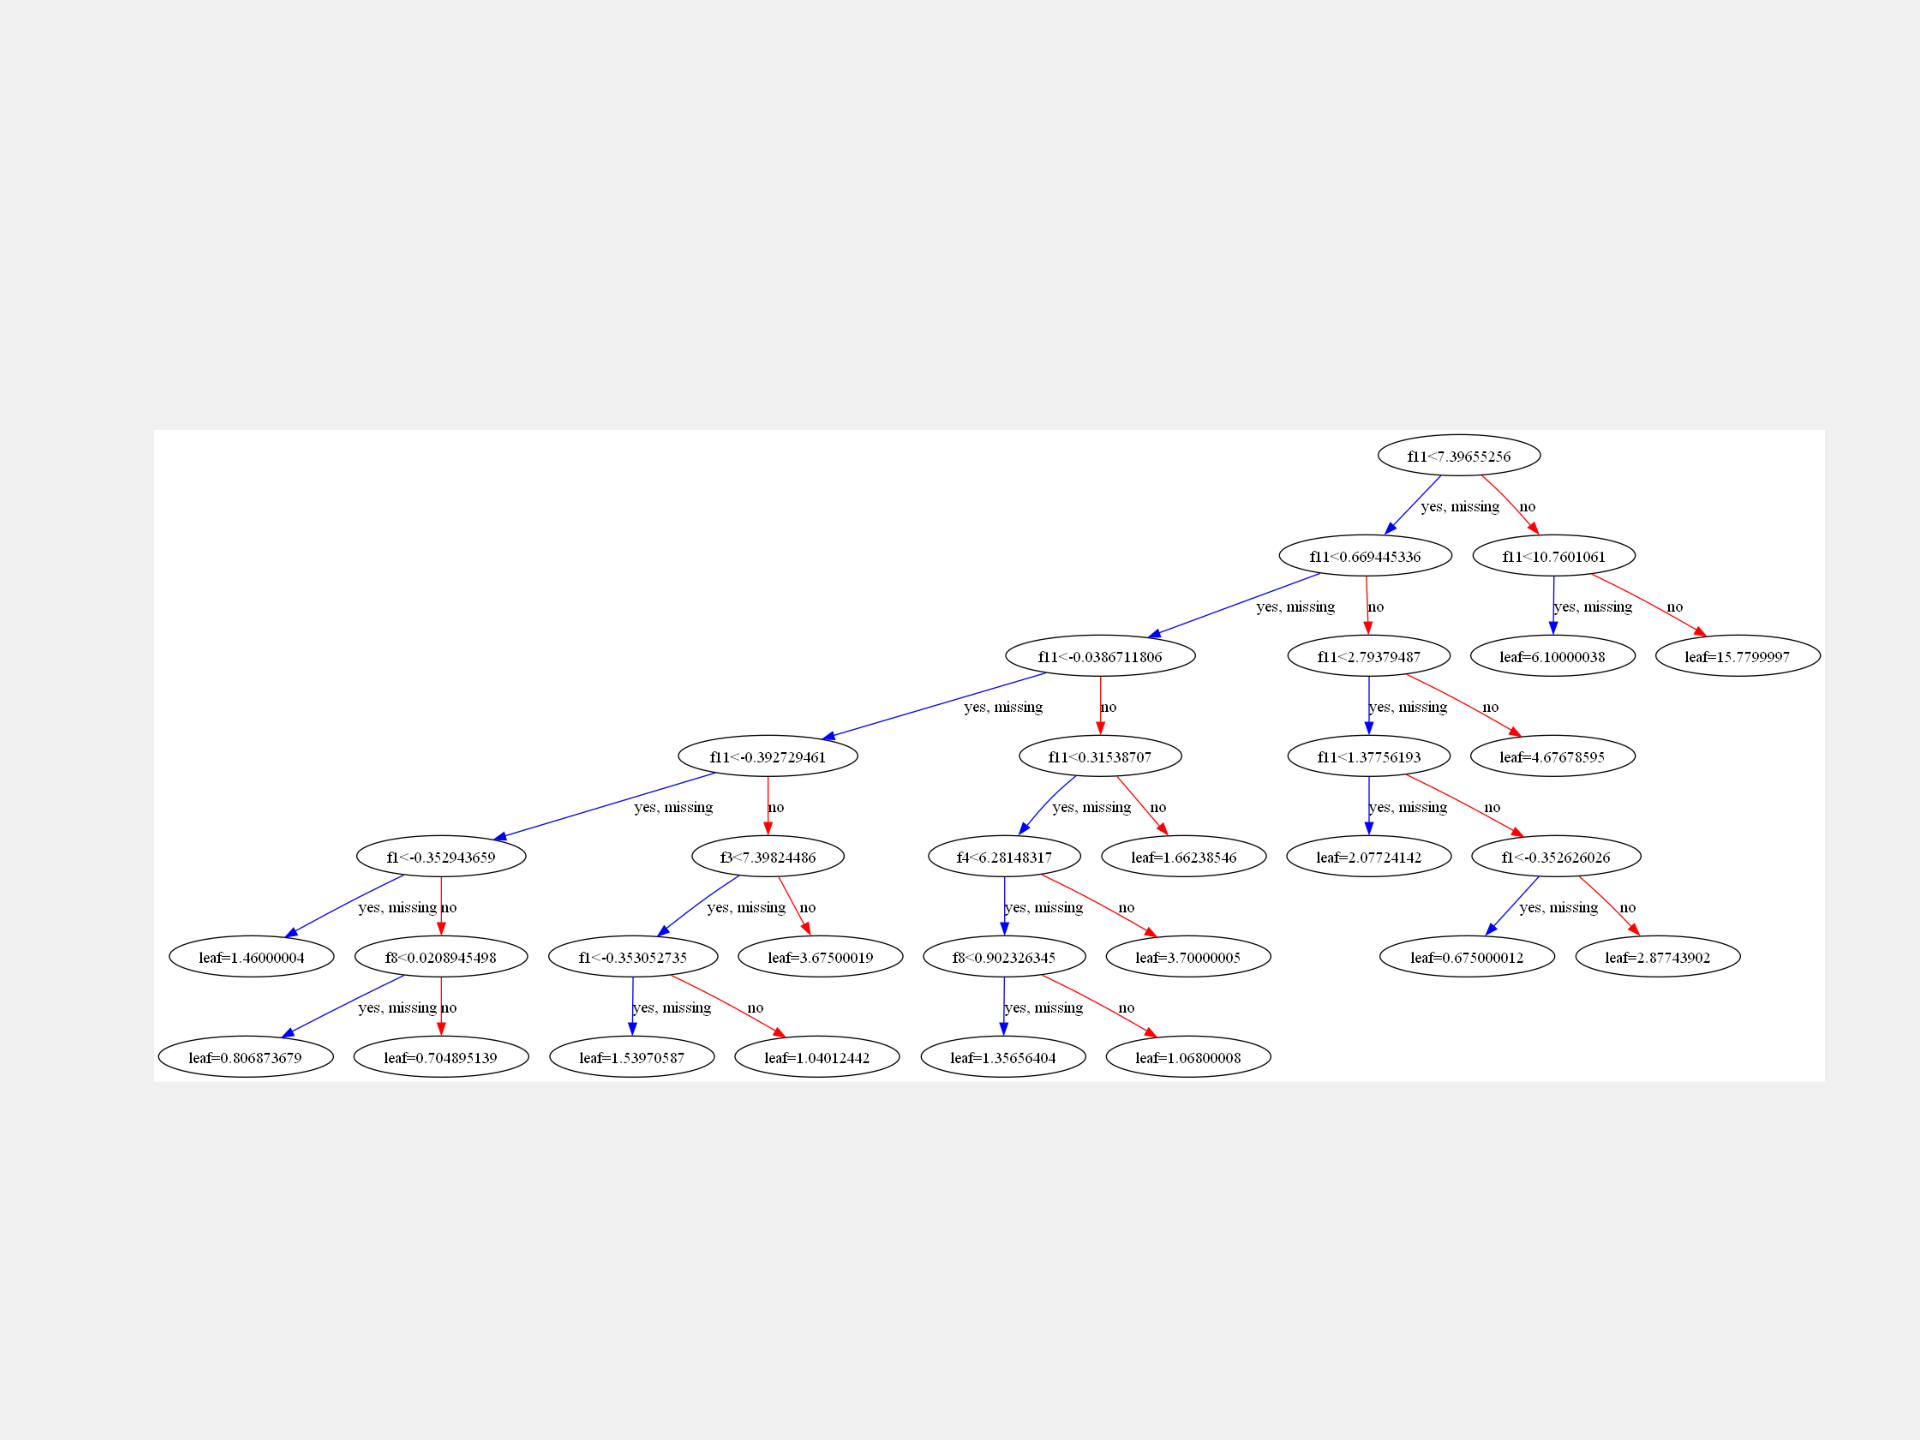 f11<7.39655256
yes, missing
no
f11<0.669445336
f11<10.7601061
yes, missing
no
yes, missing
no
f11<-0.0386711806
f11<2.79379487
leaf=6.10000038
leaf=15.7799997
yes, missing
no
yes, missing
no
f11<-0.392729461
f11<0.31538707
f11<1.37756193
leaf=4.67678595
yes, missing
no
yes, missing
no
yes, missing
no
f1<-0.352943659
f3<7.39824486
f4<6.28148317
leaf=1.66238546
leaf=2.07724142
f1<-0.352626026
yes, missing
no
yes, missing
no
yes, missing
no
yes, missing
no
leaf=1.46000004
f8<0.0208945498
f1<-0.353052735
leaf=3.67500019
f8<0.902326345
leaf=3.70000005
leaf=0.675000012
leaf=2.87743902
yes, missing
no
yes, missing
no
yes, missing
no
leaf=0.806873679
leaf=0.704895139
leaf=1.53970587
leaf=1.04012442
leaf=1.35656404
leaf=1.06800008